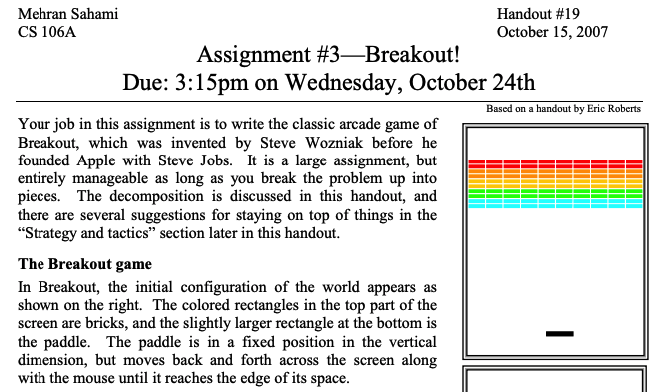 Mehran Sahami
Handout #19
CS 106A
October 15, 2007
Assignment #3—Breakout!
Due: 3:15pm on Wednesday, October 24th
Based on a handout by Eric Roberts
Your job in this assignment is to write the classic arcade game of
Breakout, which was invented by Steve Wozniak before he
founded Apple with Steve Jobs. It is a large assignment, but
entirely manageable as long as you break the problem up into
pieces. The decomposition is discussed in this handout, and
there are several suggestions for staying on top of things in the
“Strategy and tactics” section later in this handout.
The Breakout game
In Breakout, the initial configuration of the world appears as
shown on the right. The colored rectangles in the top part of the
screen are bricks, and the slightly larger rectangle at the bottom is
the paddle. The paddle is in a fixed position in the vertical
dimension, but moves back and forth across the screen along
with the mouse until it reaches the edge of its space.